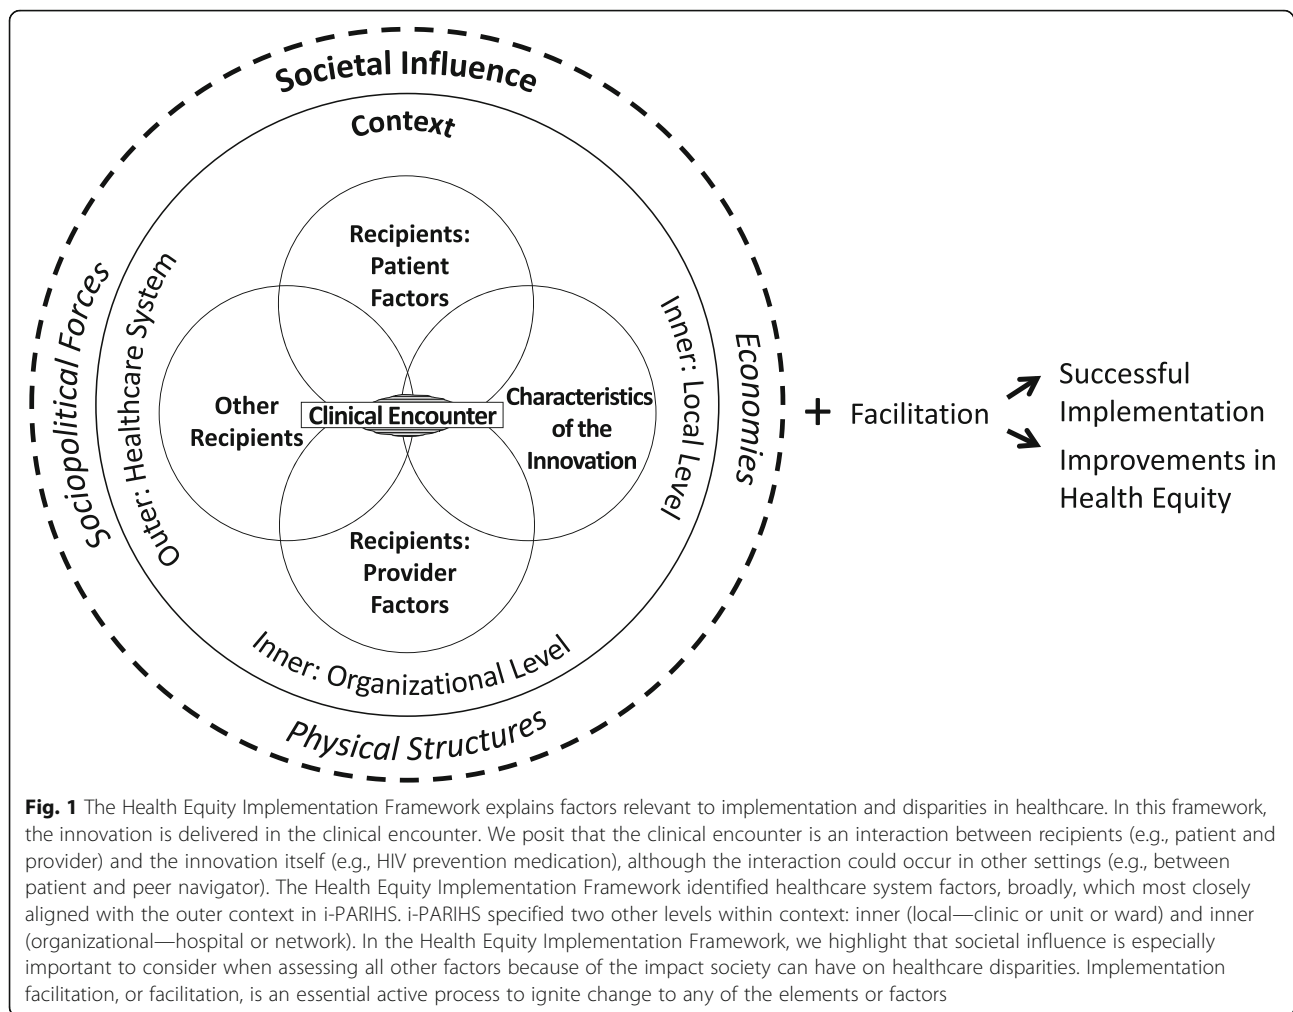 Societal Influence
Context
Sociopolitical Forces
Outer: Healthcare System
Recipients:
Patient
Factors
Other
Recipients
Clinical Encounter
Characteristics
of the
Innovation
Recipients:
Provider
Factors
Inner: Local Level
Economies
Inner: Organizational Level
Physical Structures
+ Facilitation
Successful
Implementation
Improvements in
Health Equity
Fig. 1 The Health Equity Implementation Framework explains factors relevant to implementation and disparities in healthcare. In this framework,
the innovation is delivered in the clinical encounter. We posit that the clinical encounter is an interaction between recipients (e.g., patient and
provider) and the innovation itself (e.g., HIV prevention medication), although the interaction could occur in other settings (e.g., between
patient and peer navigator). The Health Equity Implementation Framework identified healthcare system factors, broadly, which most closely
aligned with the outer context in i-PARIHS. i-PARIHS specified two other levels within context: inner (local—clinic or unit or ward) and inner
(organizational—hospital or network). In the Health Equity Implementation Framework, we highlight that societal influence is especially
important to consider when assessing all other factors because of the impact society can have on healthcare disparities. Implementation
facilitation, or facilitation, is an essential active process to ignite change to any of the elements or factors